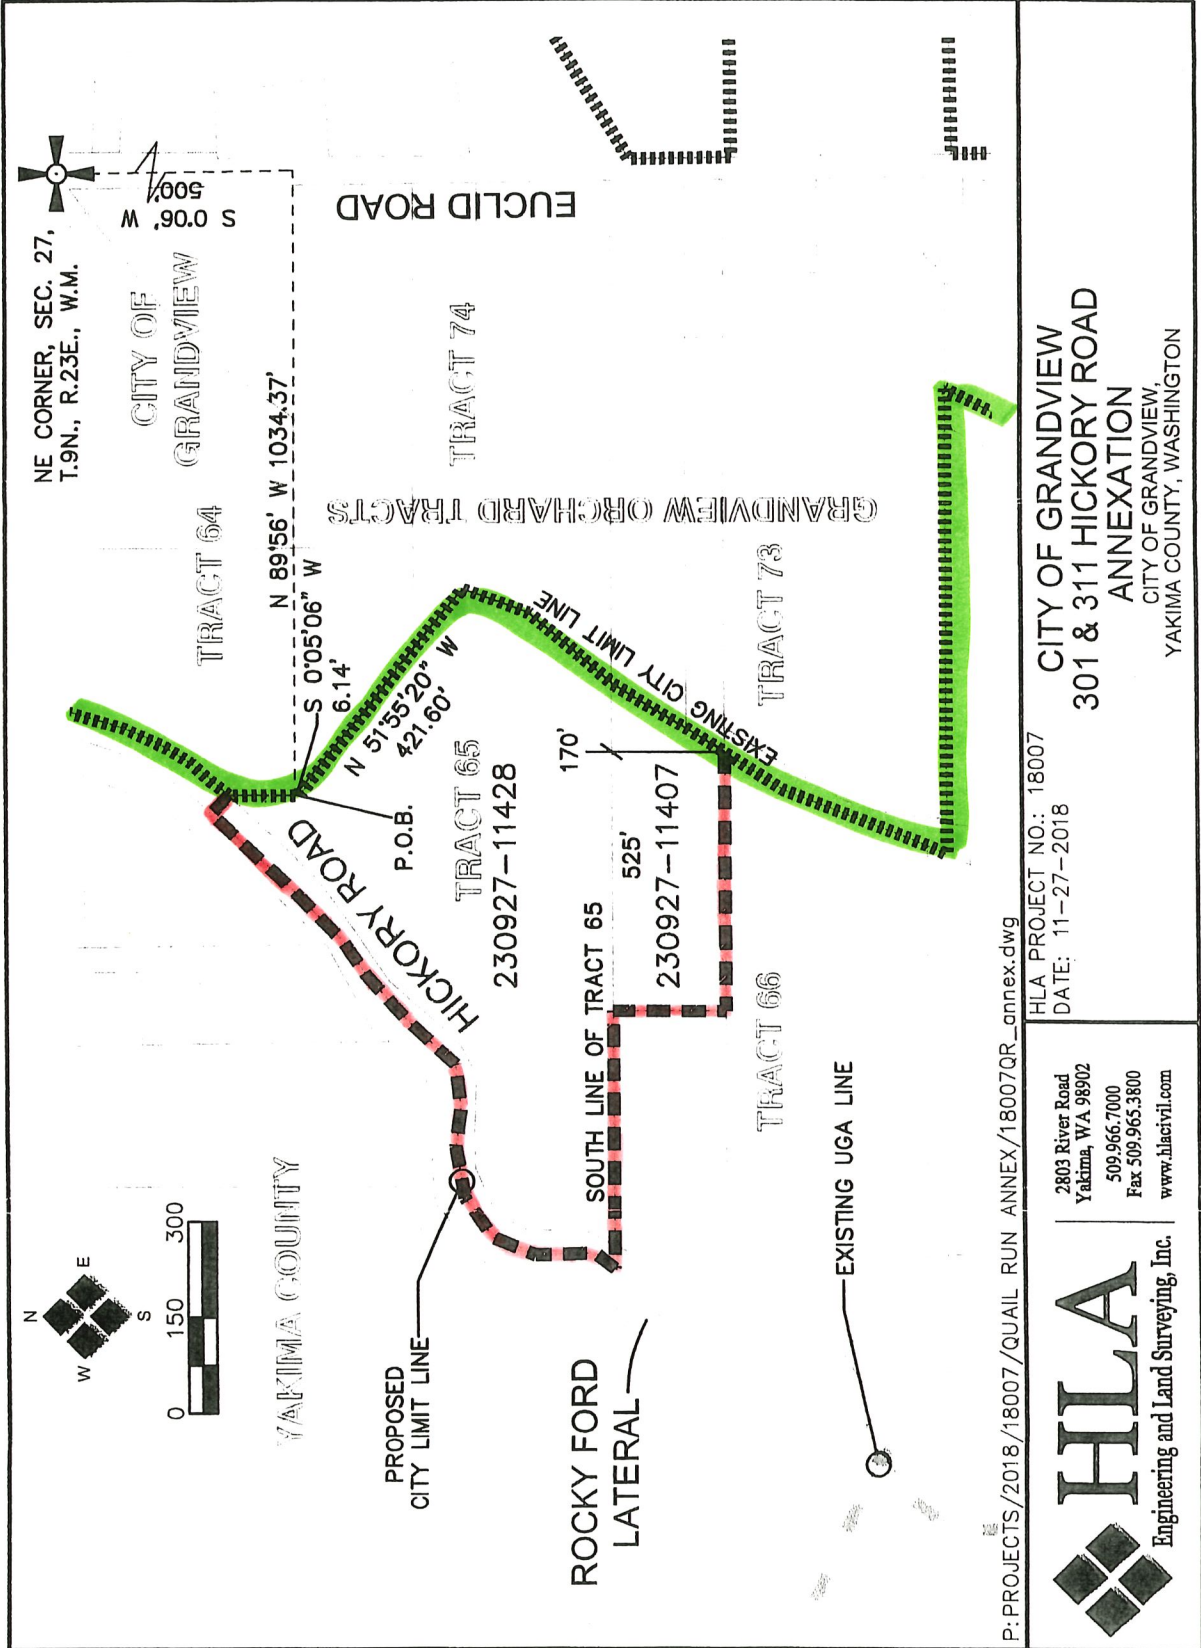 N
W
E
S
0
150
300
YAKIMA COUNTY
NE CORNER, SEC. 27,
T.9N., R.23E., W.M.
S 0°06' W
500'
CITY OF
GRANDVIEW
TRACT 64
N 89°56' W 1034.37'
S 0°05'06" W
6.14'
EUCLID ROAD
N 51°55'20" W
421.60'
P.O.B.
HICKORY ROAD
GRANDVIEW ORCHARD TRACTS
TRACT 74
TRACT 65
230927-11428
EXISTING CITY LIMIT LINE
PROPOSED
CITY LIMIT LINE
SOUTH LINE OF TRACT 65
170'
525'
230927-11407
TRACT 73
TRACT 66
ROCKY FORD
LATERAL
EXISTING UGA LINE
P:PROJECTS/2018/18007/QUAIL RUN ANNEX/18007QR_annex.dwg
HLA
Engineering and Land Surveying, Inc.
2803 River Road
Yakima, WA 98902
509.966.7000
Fax 509.965.3800
www.hlacivil.com
HLA PROJECT NO.: 18007
DATE: 11-27-2018
CITY OF GRANDVIEW
301 & 311 HICKORY ROAD
ANNEXATION
CITY OF GRANDVIEW,
YAKIMA COUNTY, WASHINGTON